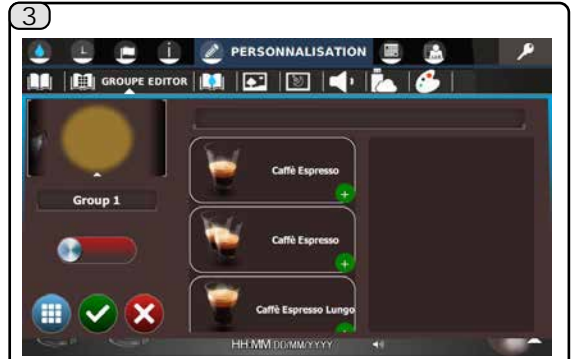 3
PERSONNALISATION
GROUPE EDITOR
Caffè Espresso
Group 1
Caffè Espresso
Caffè Espresso Lungo
HH:MM DD/MM/YYYY